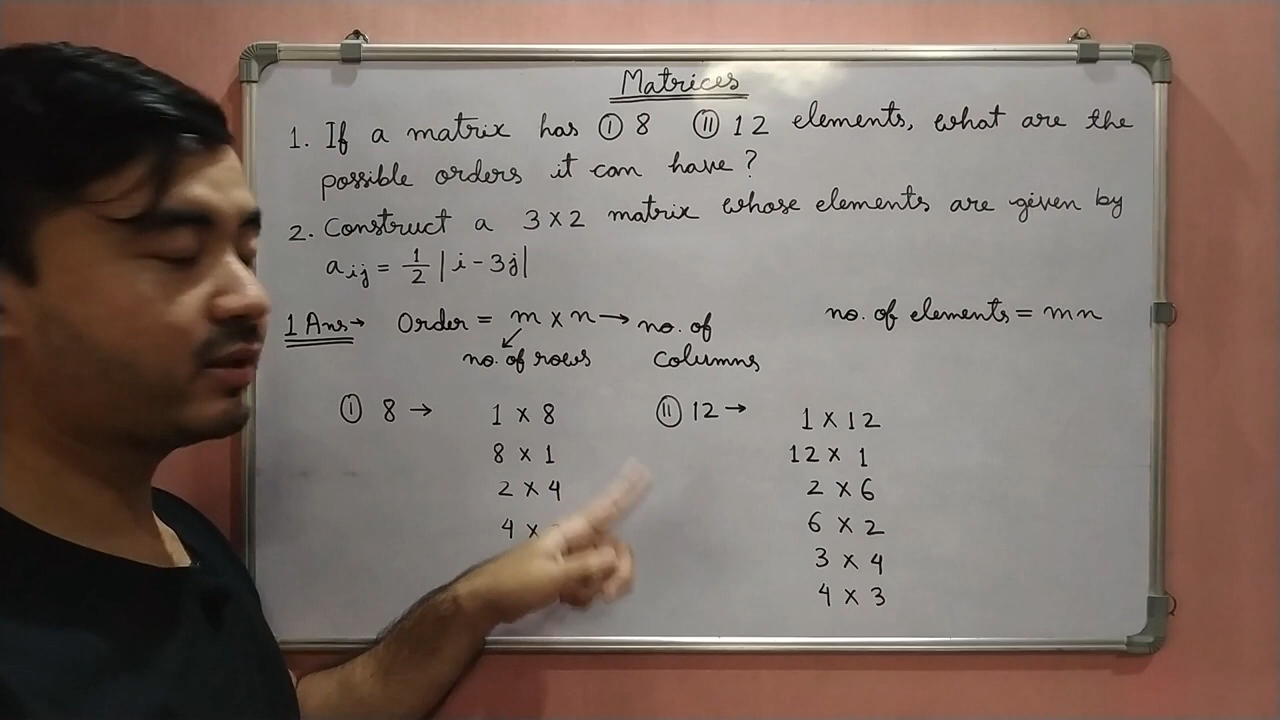 Matrices
1. If a matrix has Ⓘ 8 Ⓘⓘ 12 elements, what are the
possible orders it can have?
2. Construct a 3 × 2 matrix whose elements are given by
aᵢⱼ = 1/2 | i - 3j |
1 Ans→ Order = m × n → no. of no. of elements = mn
no. of rows columns
Ⓘ 8 → 1 × 8 Ⓘⓘ 12 → 1 × 12
8 × 1 12 × 1
2 × 4 2 × 6
4 × 6 × 2
3 × 4
4 × 3